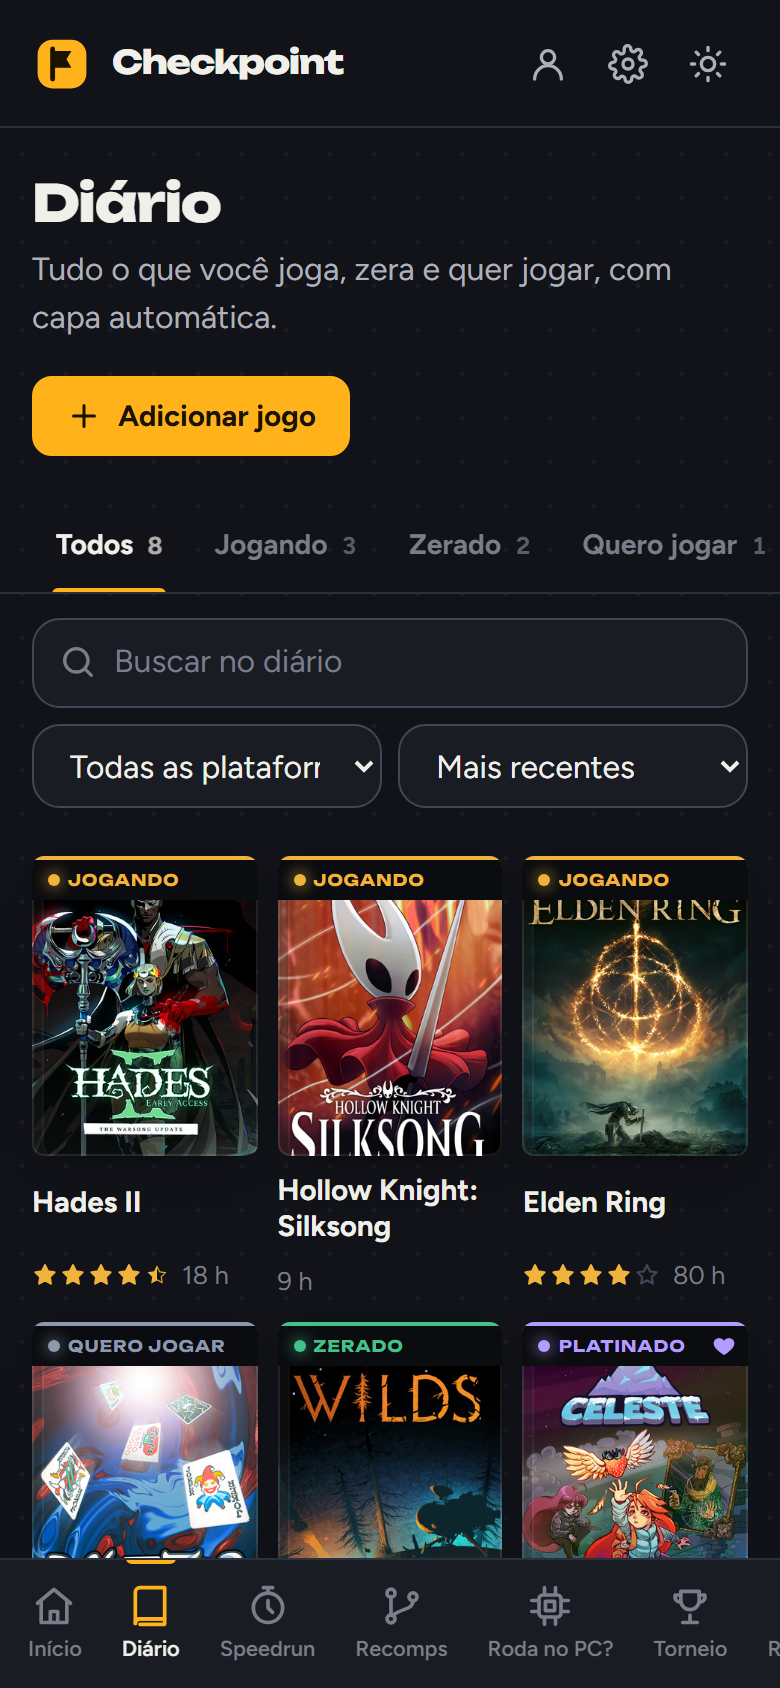 Checkpoint
Diário
Tudo o que você joga, zera e quer jogar, com
capa automática.
Adicionar jogo
Todos 8 Jogando 3 Zerado 2 Quero jogar 1
Buscar no diário
Todas as platafor Mais recentes
JOGANDO JOGANDO JOGANDO
ELDEN RING
HADES II
EARLY ACCESS
THE WARSONG UPDATE
HOLLOW KNIGHT
SILKSONG
Hades II
Hollow Knight:
Silksong
Elden Ring
18 h
9 h
80 h
QUERO JOGAR ZERADO PLATINADO
WILDS
CELESTE
JOKER
Início Diário Speedrun Recomps Roda no PC? Torneio R